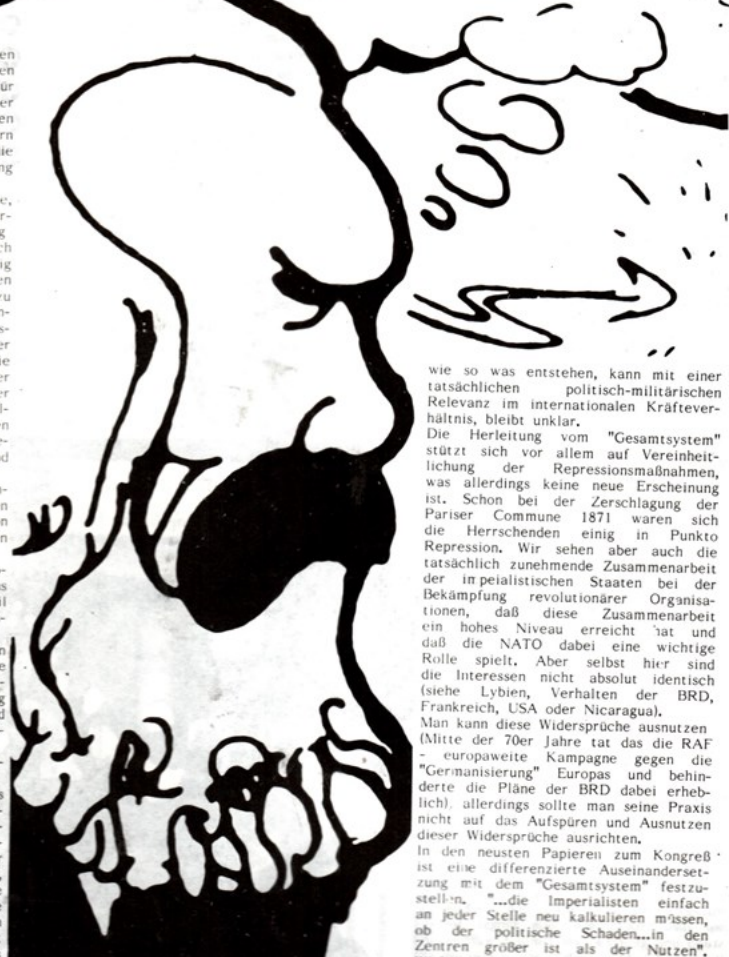 wie so was entstehen, kann mit einer
tatsächlichen politisch-militärischen
Relevanz im internationalen Kräftever-
hältnis, bleibt unklar.
Die Herleitung vom "Gesamtsystem"
stützt sich vor allem auf Vereinheit-
lichung der Repressionsmaßnahmen,
was allerdings keine neue Erscheinung
ist. Schon bei der Zerschlagung der
Pariser Commune 1871 waren sich
die Herrschenden einig in Punkto
Repression. Wir sehen aber auch die
tatsächlich zunehmende Zusammenarbeit
der impeialistischen Staaten bei der
Bekämpfung revolutionärer Organisa-
tionen, daß diese Zusammenarbeit
ein hohes Niveau erreicht hat und
daß die NATO dabei eine wichtige
Rolle spielt. Aber selbst hier sind
die Interessen nicht absolut identisch
(siehe Lybien, Verhalten der BRD,
Frankreich, USA oder Nicaragua).
Man kann diese Widersprüche ausnutzen
(Mitte der 70er Jahre tat das die RAF
- europaweite Kampagne gegen die
"Germanisierung" Europas und behin-
derte die Pläne der BRD dabei erheb-
lich), allerdings sollte man seine Praxis
nicht auf das Aufspüren und Ausnutzen
dieser Widersprüche ausrichten.
In den neusten Papieren zum Kongreß
ist eine differenzierte Auseinanderset-
zung mit dem "Gesamtsystem" festzu-
stellen. "...die Imperialisten einfach
an jeder Stelle neu kalkulieren müssen,
ob der politische Schaden...in den
Zentren größer ist als der Nutzen".